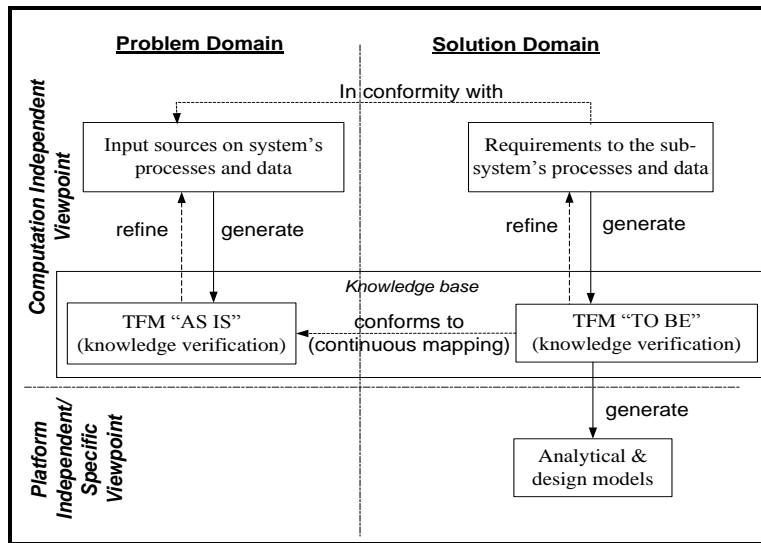 Problem Domain
Solution Domain
In conformity with
Input sources on system's
processes and data
Requirements to the sub-
system's processes and data
refine
generate
refine
generate
Computation Independent
Viewpoint
Knowledge base
TFM “AS IS”
(knowledge verification)
conforms to
(continuous mapping)
TFM “TO BE”
(knowledge verification)
generate
Platform
Independent/
Specific
Viewpoint
Analytical &
design models